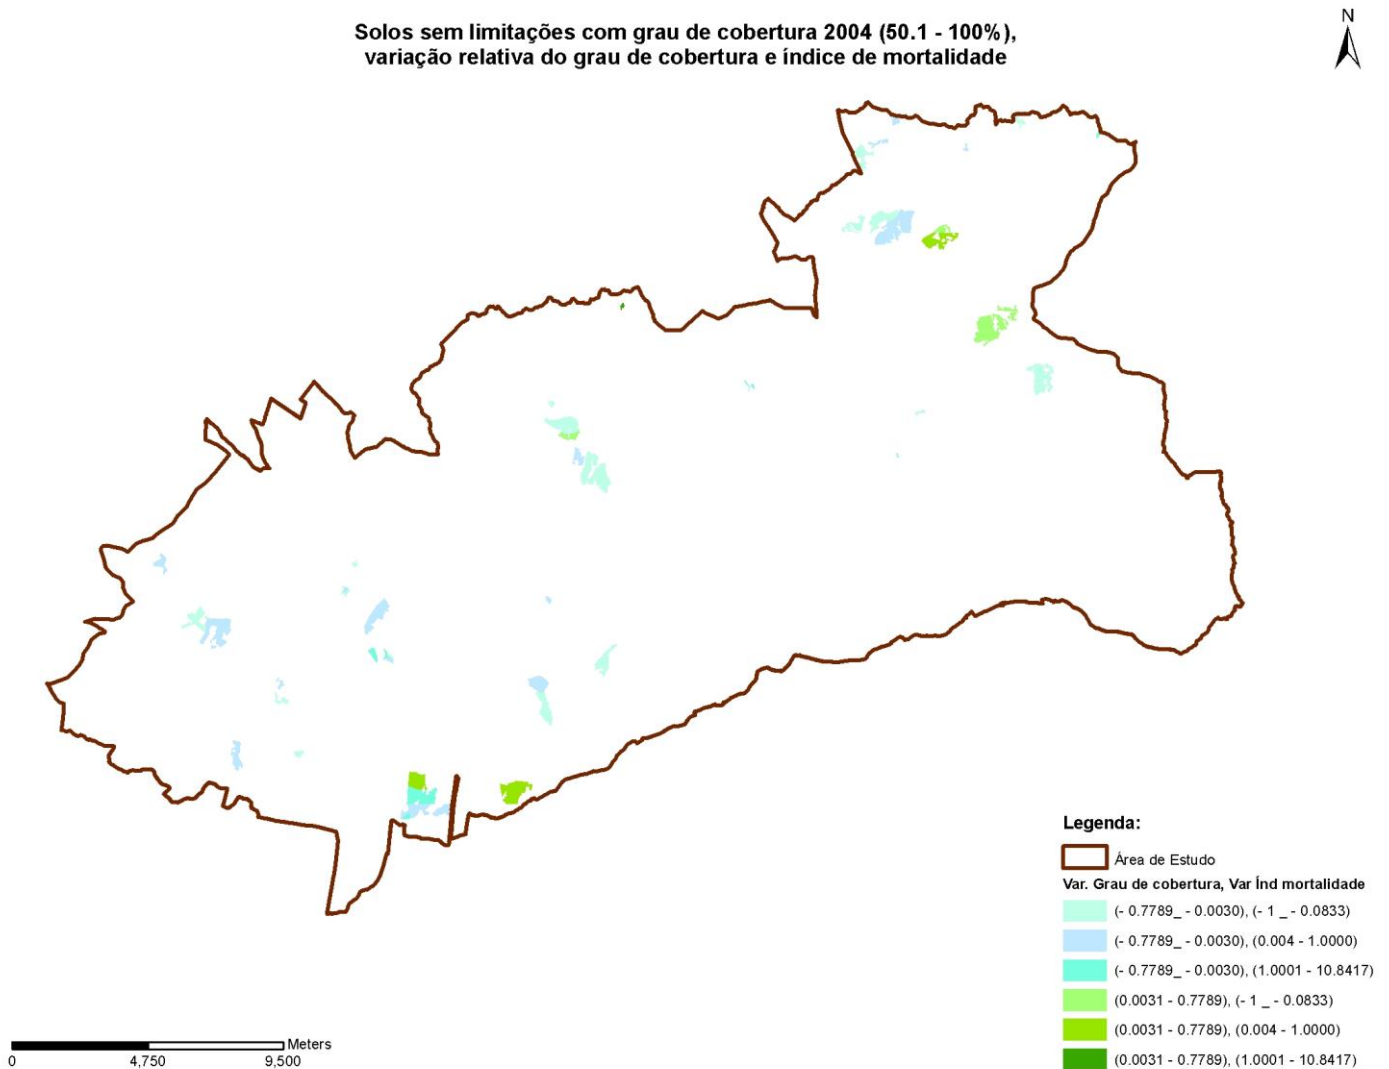 Solos sem limitações com grau de cobertura 2004 (50.1 - 100%),
variação relativa do grau de cobertura e índice de mortalidade
N
Legenda:
Área de Estudo
Var. Grau de cobertura, Var Índ mortalidade
(- 0.7789_ - 0.0030), (- 1 _ - 0.0833)
(- 0.7789_ - 0.0030), (0.004 - 1.0000)
(- 0.7789_ - 0.0030), (1.0001 - 10.8417)
(0.0031 - 0.7789), (- 1 _ - 0.0833)
(0.0031 - 0.7789), (0.004 - 1.0000)
(0.0031 - 0.7789), (1.0001 - 10.8417)
Meters
0 4,750 9,500